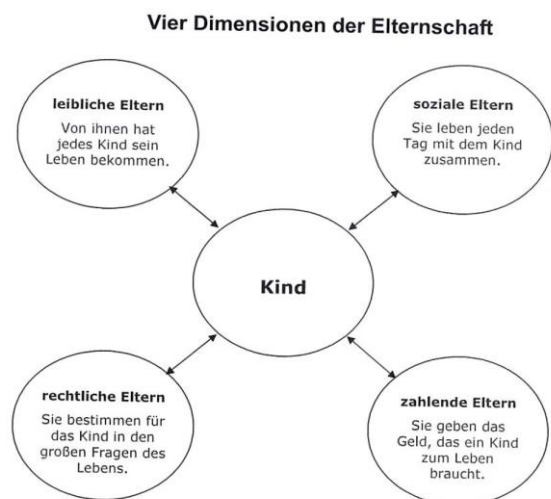 Vier Dimensionen der Elternschaft
leibliche Eltern
Von ihnen hat
jedes Kind sein
Leben bekommen.
soziale Eltern
Sie leben jeden
Tag mit dem Kind
zusammen.
Kind
rechtliche Eltern
Sie bestimmen für
das Kind in den
großen Fragen des
Lebens.
zahlende Eltern
Sie geben das
Geld, das ein Kind
zum Leben
braucht.